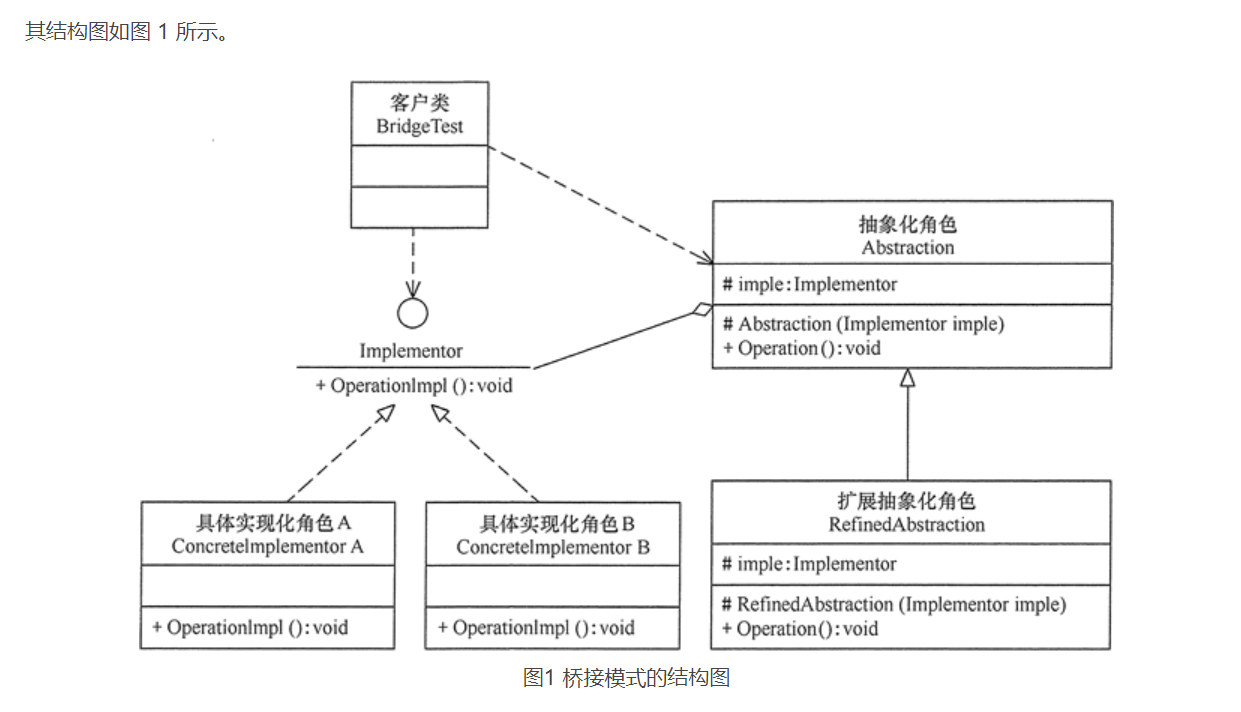 其结构图如图 1 所示。
客户类
BridgeTest
抽象化角色
Abstraction
# imple:Implementor
# Abstraction (Implementor imple)
+ Operation():void
Implementor
+ OperationImpl ():void
具体实现化角色A
ConcreteImplementor A
+ OperationImpl ():void
具体实现化角色B
ConcreteImplementor B
+ OperationImpl ():void
扩展抽象化角色
RefinedAbstraction
# imple:Implementor
# RefinedAbstraction (Implementor imple)
+ Operation():void
图1 桥接模式的结构图